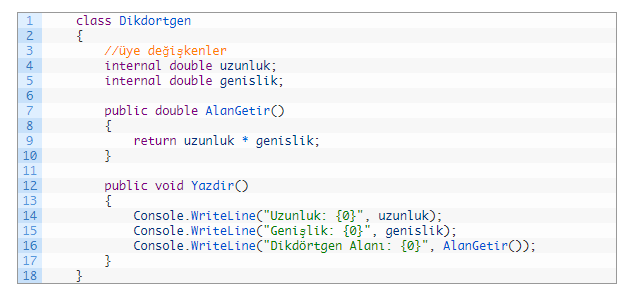 1 class Dikdortgen
2 {
3 //üye değişkenler
4 internal double uzunluk;
5 internal double genislik;
6
7 public double AlanGetir()
8 {
9 return uzunluk * genislik;
10 }
11
12 public void Yazdir()
13 {
14 Console.WriteLine("Uzunluk: {0}", uzunluk);
15 Console.WriteLine("Genişlik: {0}", genislik);
16 Console.WriteLine("Dikdörtgen Alanı: {0}", AlanGetir());
17 }
18 }